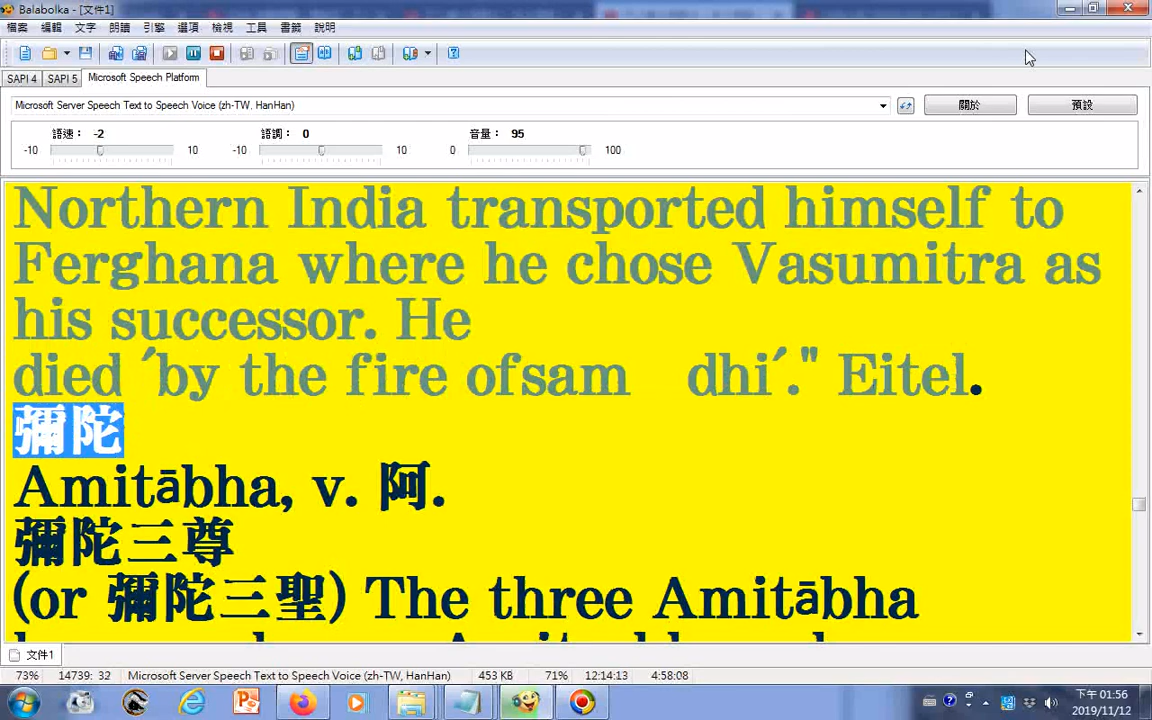 Balabolka - [文件1]
檔案 編輯 文字 朗讀 引擎 選項 檢視 工具 書籤 說明
SAPI 4 SAPI 5 Microsoft Speech Platform
Microsoft Server Speech Text to Speech Voice (zh-TW, HanHan) 關於 預設
語速： -2 語調： 0 音量： 95
-10 10 -10 10 0 100
Northern India transported himself to
Ferghana where he chose Vasumitra as
his successor. He
died ′by the fire ofsam dhi′." Eitel.
彌陀
Amitābha, v. 阿.
彌陀三尊
(or 彌陀三聖) The three Amitābha
文件1
73% 14739: 32 Microsoft Server Speech Text to Speech Voice (zh-TW, HanHan) 453 KB 71% 12:14:13 4:58:08
下午 01:56
2019/11/12